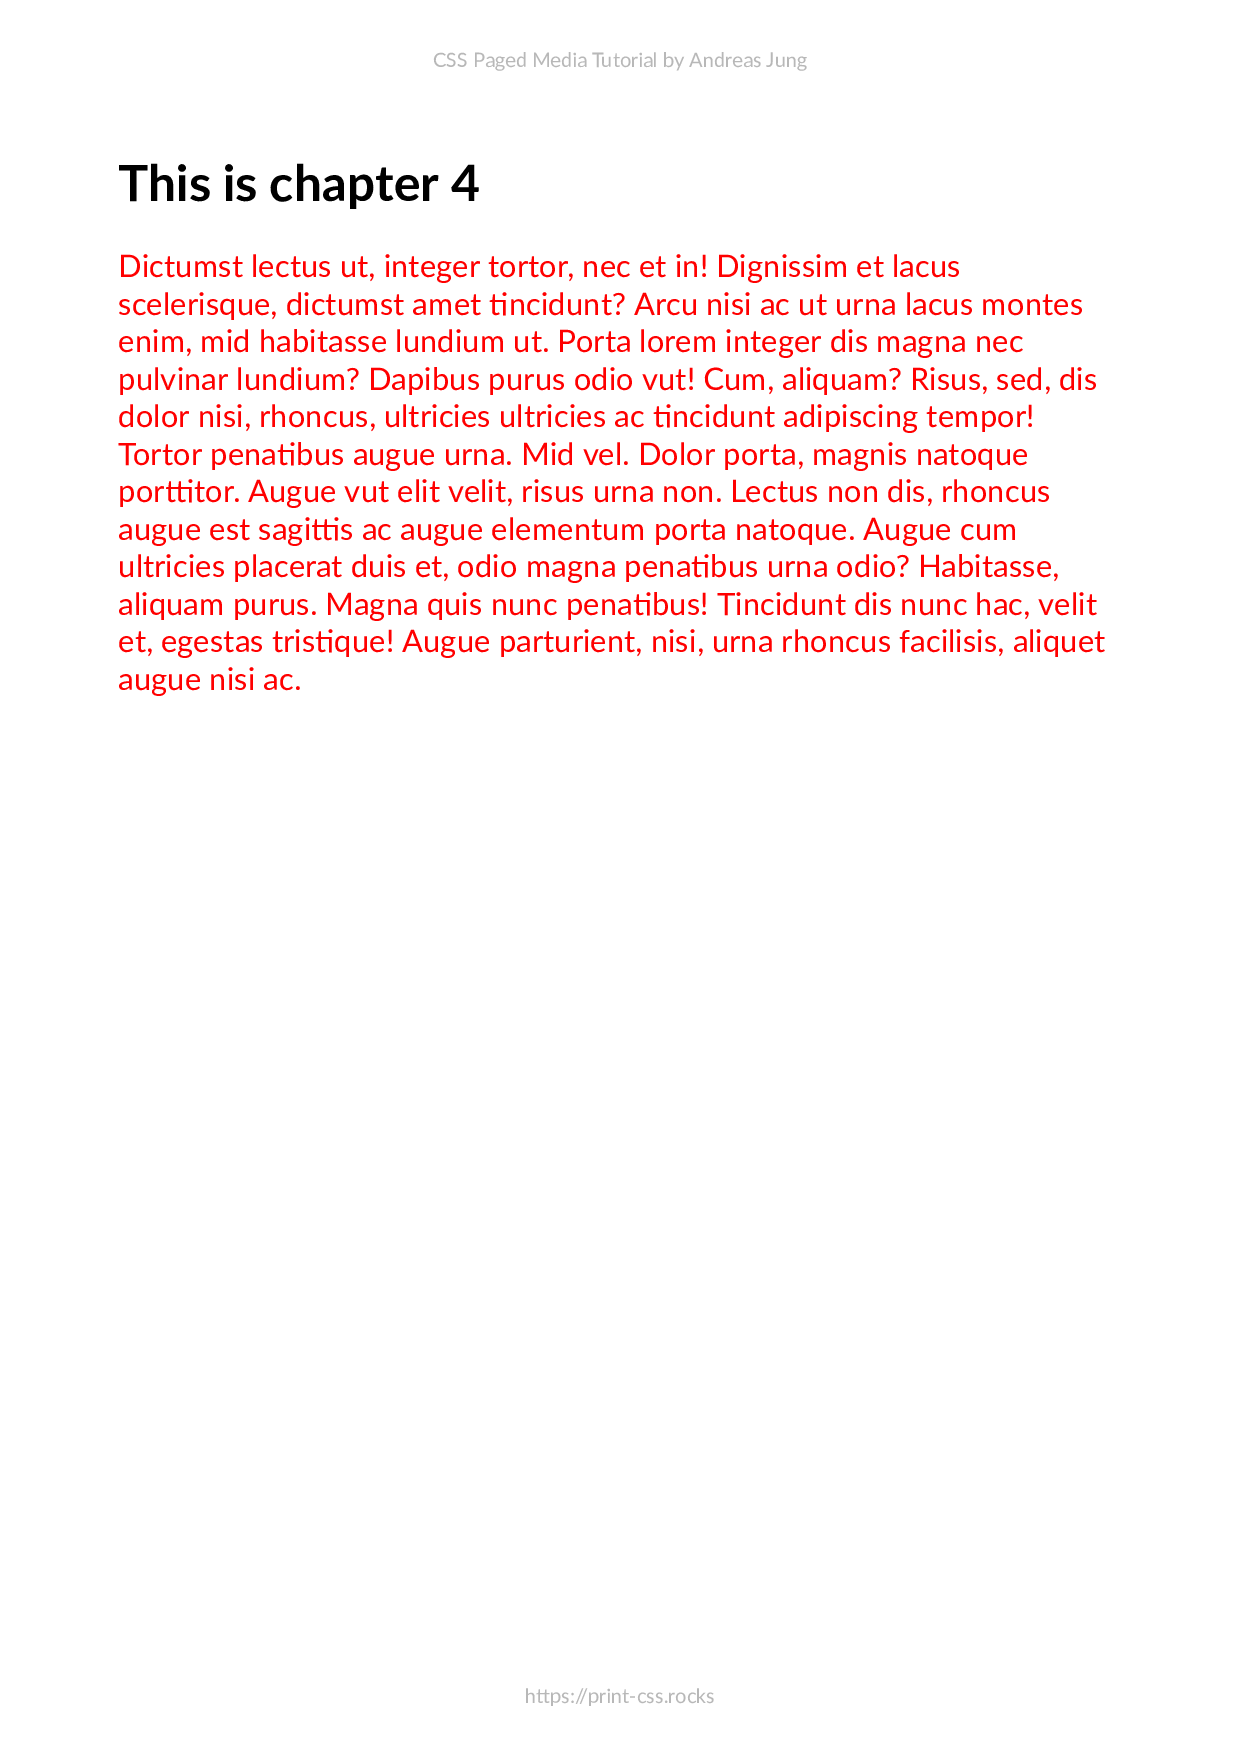 CSS Paged Media Tutorial by Andreas Jung
This is chapter 4
Dictumst lectus ut, integer tortor, nec et in! Dignissim et lacus
scelerisque, dictumst amet tincidunt? Arcu nisi ac ut urna lacus montes
enim, mid habitasse lundium ut. Porta lorem integer dis magna nec
pulvinar lundium? Dapibus purus odio vut! Cum, aliquam? Risus, sed, dis
dolor nisi, rhoncus, ultricies ultricies ac tincidunt adipiscing tempor!
Tortor penatibus augue urna. Mid vel. Dolor porta, magnis natoque
porttitor. Augue vut elit velit, risus urna non. Lectus non dis, rhoncus
augue est sagittis ac augue elementum porta natoque. Augue cum
ultricies placerat duis et, odio magna penatibus urna odio? Habitasse,
aliquam purus. Magna quis nunc penatibus! Tincidunt dis nunc hac, velit
et, egestas tristique! Augue parturient, nisi, urna rhoncus facilisis, aliquet
augue nisi ac.
https://print-css.rocks